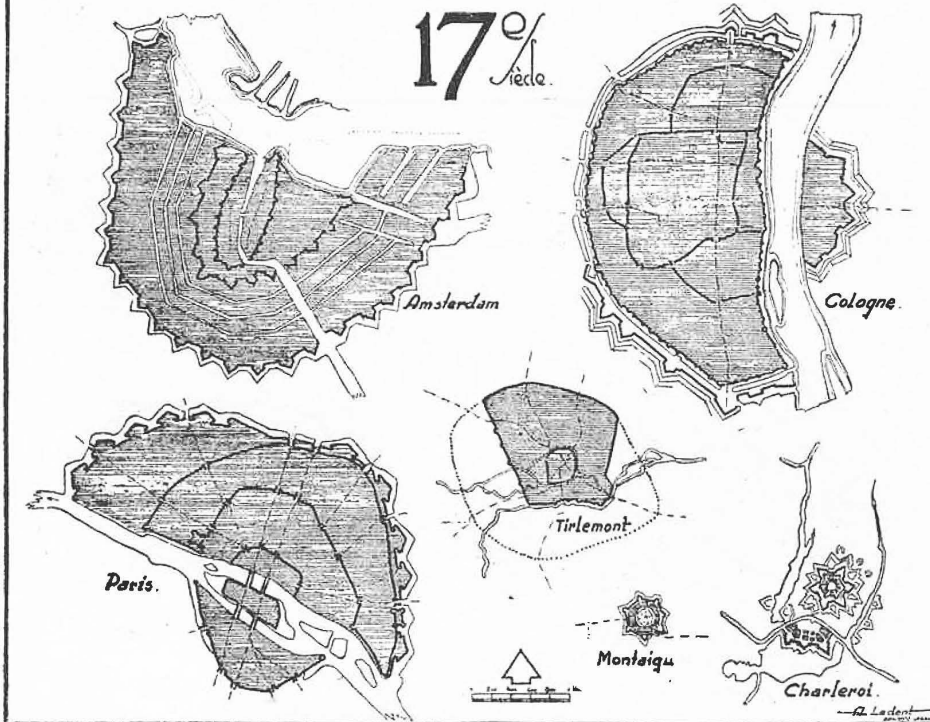 17e/
Siècle.
Amsterdam
Cologne.
Paris.
Tirlemont.
Montaigu
Charleroi.
Ledent